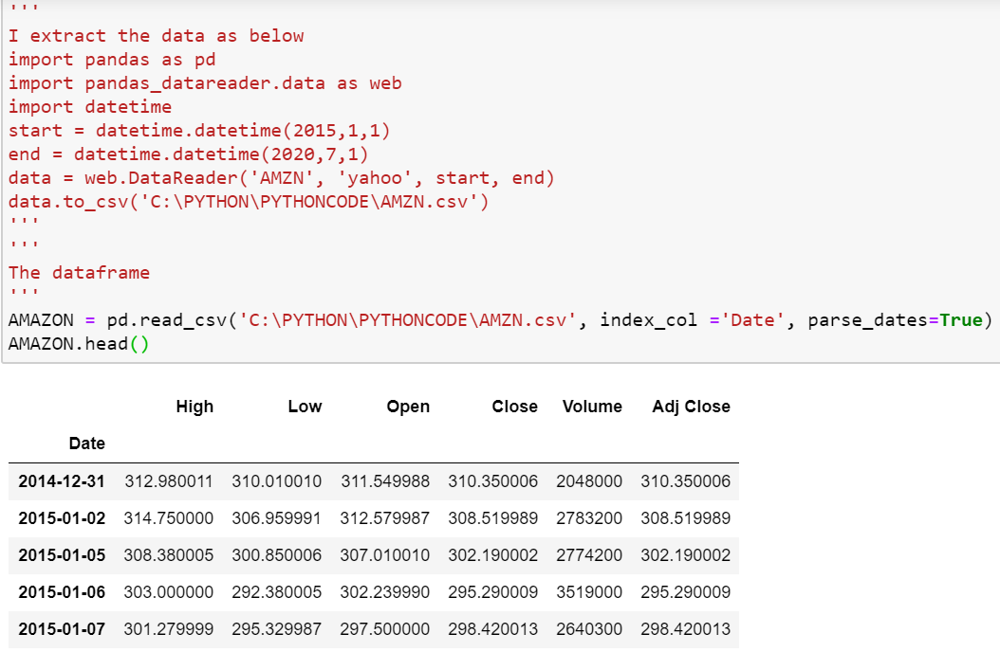 '''
I extract the data as below
import pandas as pd
import pandas_datareader.data as web
import datetime
start = datetime.datetime(2015,1,1)
end = datetime.datetime(2020,7,1)
data = web.DataReader('AMZN', 'yahoo', start, end)
data.to_csv('C:\PYTHON\PYTHONCODE\AMZN.csv')
'''
'''
The dataframe
'''
AMAZON = pd.read_csv('C:\PYTHON\PYTHONCODE\AMZN.csv', index_col ='Date', parse_dates=True)
AMAZON.head()
High Low Open Close Volume Adj Close
Date
2014-12-31 312.980011 310.010010 311.549988 310.350006 2048000 310.350006
2015-01-02 314.750000 306.959991 312.579987 308.519989 2783200 308.519989
2015-01-05 308.380005 300.850006 307.010010 302.190002 2774200 302.190002
2015-01-06 303.000000 292.380005 302.239990 295.290009 3519000 295.290009
2015-01-07 301.279999 295.329987 297.500000 298.420013 2640300 298.420013